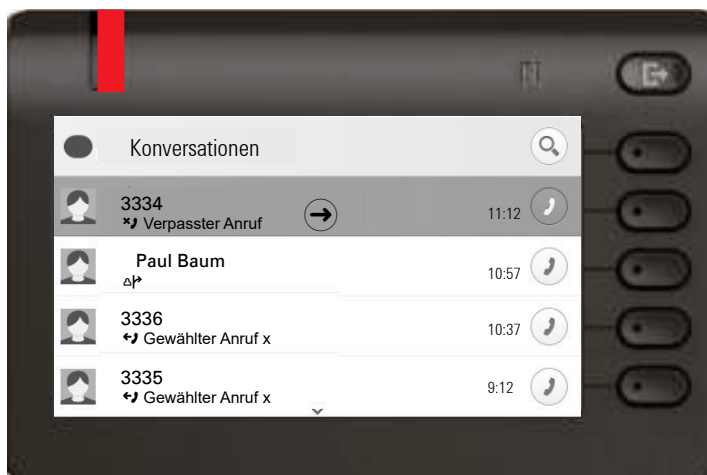 Konversationen
3334
Verpasster Anruf
11:12
Paul Baum
10:57
3336
Gewählter Anruf x
10:37
3335
Gewählter Anruf x
9:12